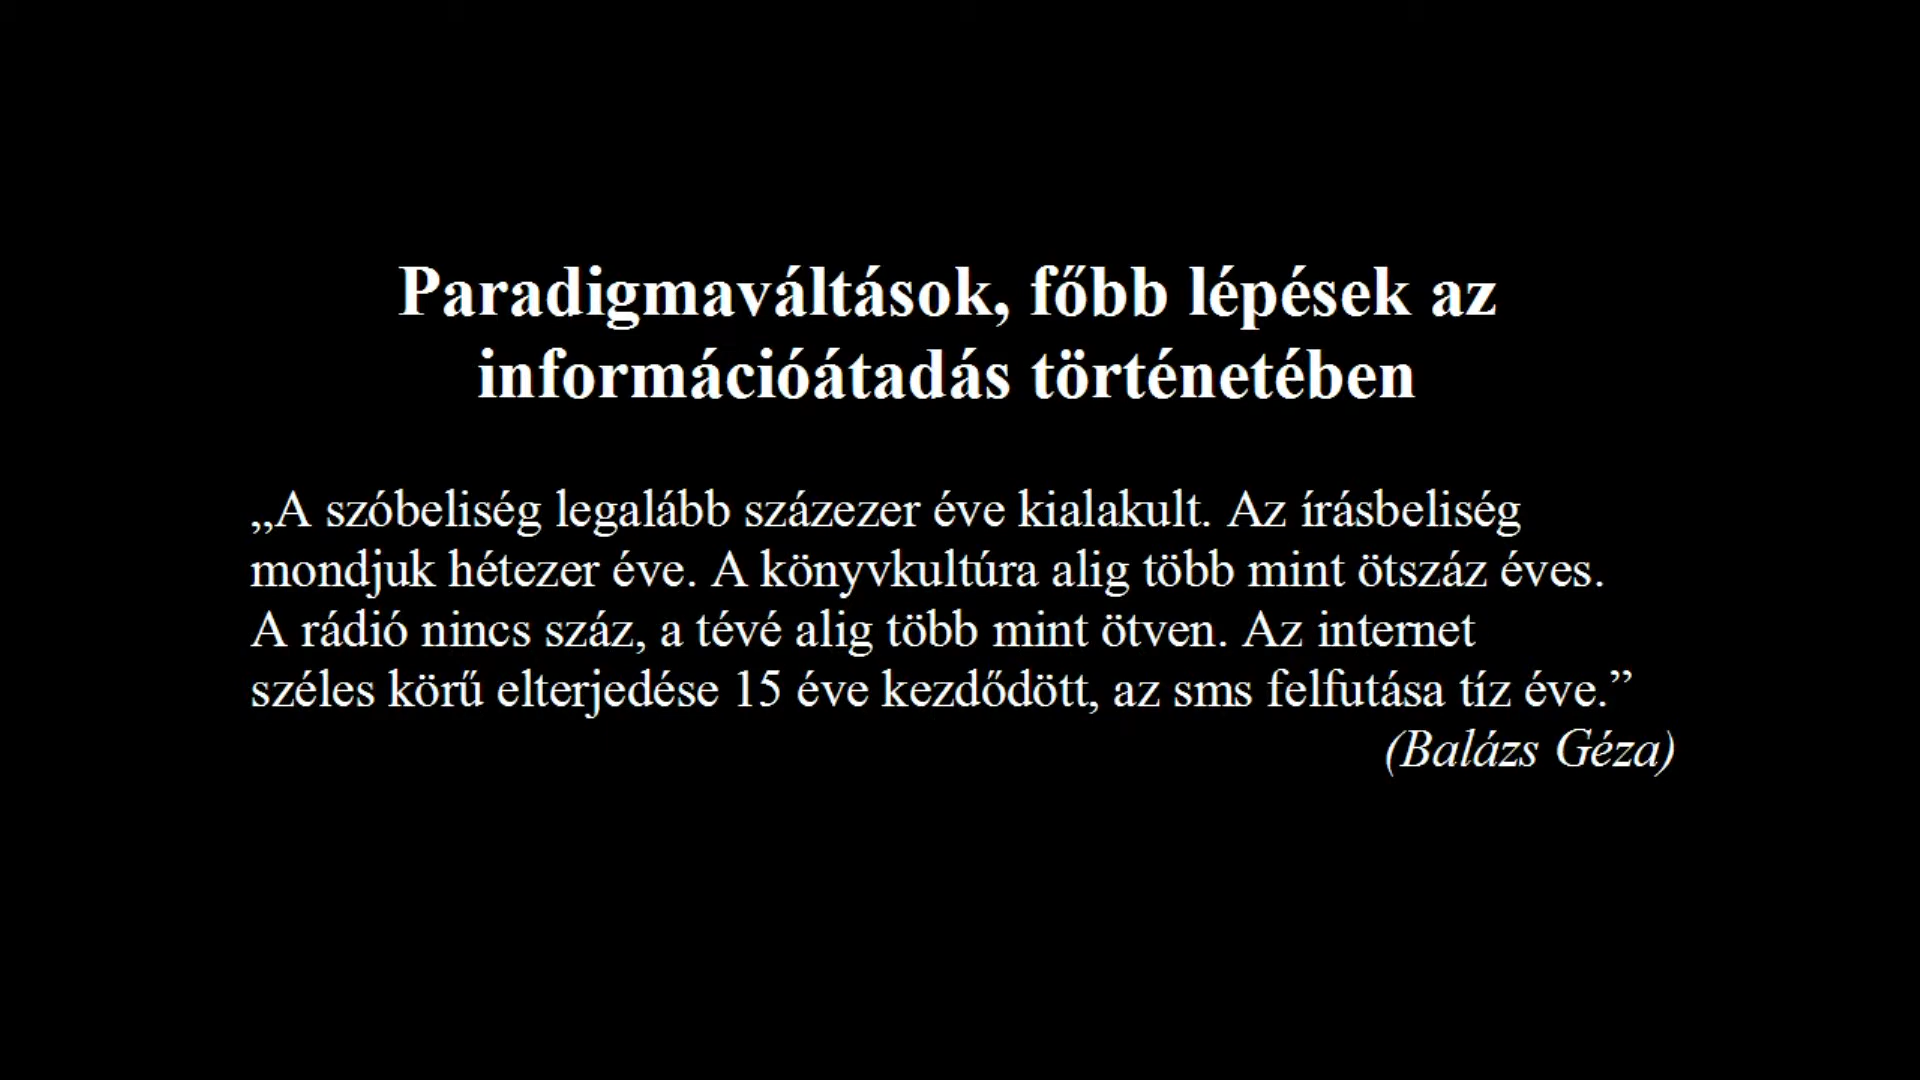 Paradigmaváltások, főbb lépések az
információátadás történetében
„A szóbeliség legalább százezer éve kialakult. Az írásbeliség
mondjuk hétezer éve. A könyvkultúra alig több mint ötszáz éves.
A rádió nincs száz, a tévé alig több mint ötven. Az internet
széles körű elterjedése 15 éve kezdődött, az sms felfutása tíz éve.”
(Balázs Géza)